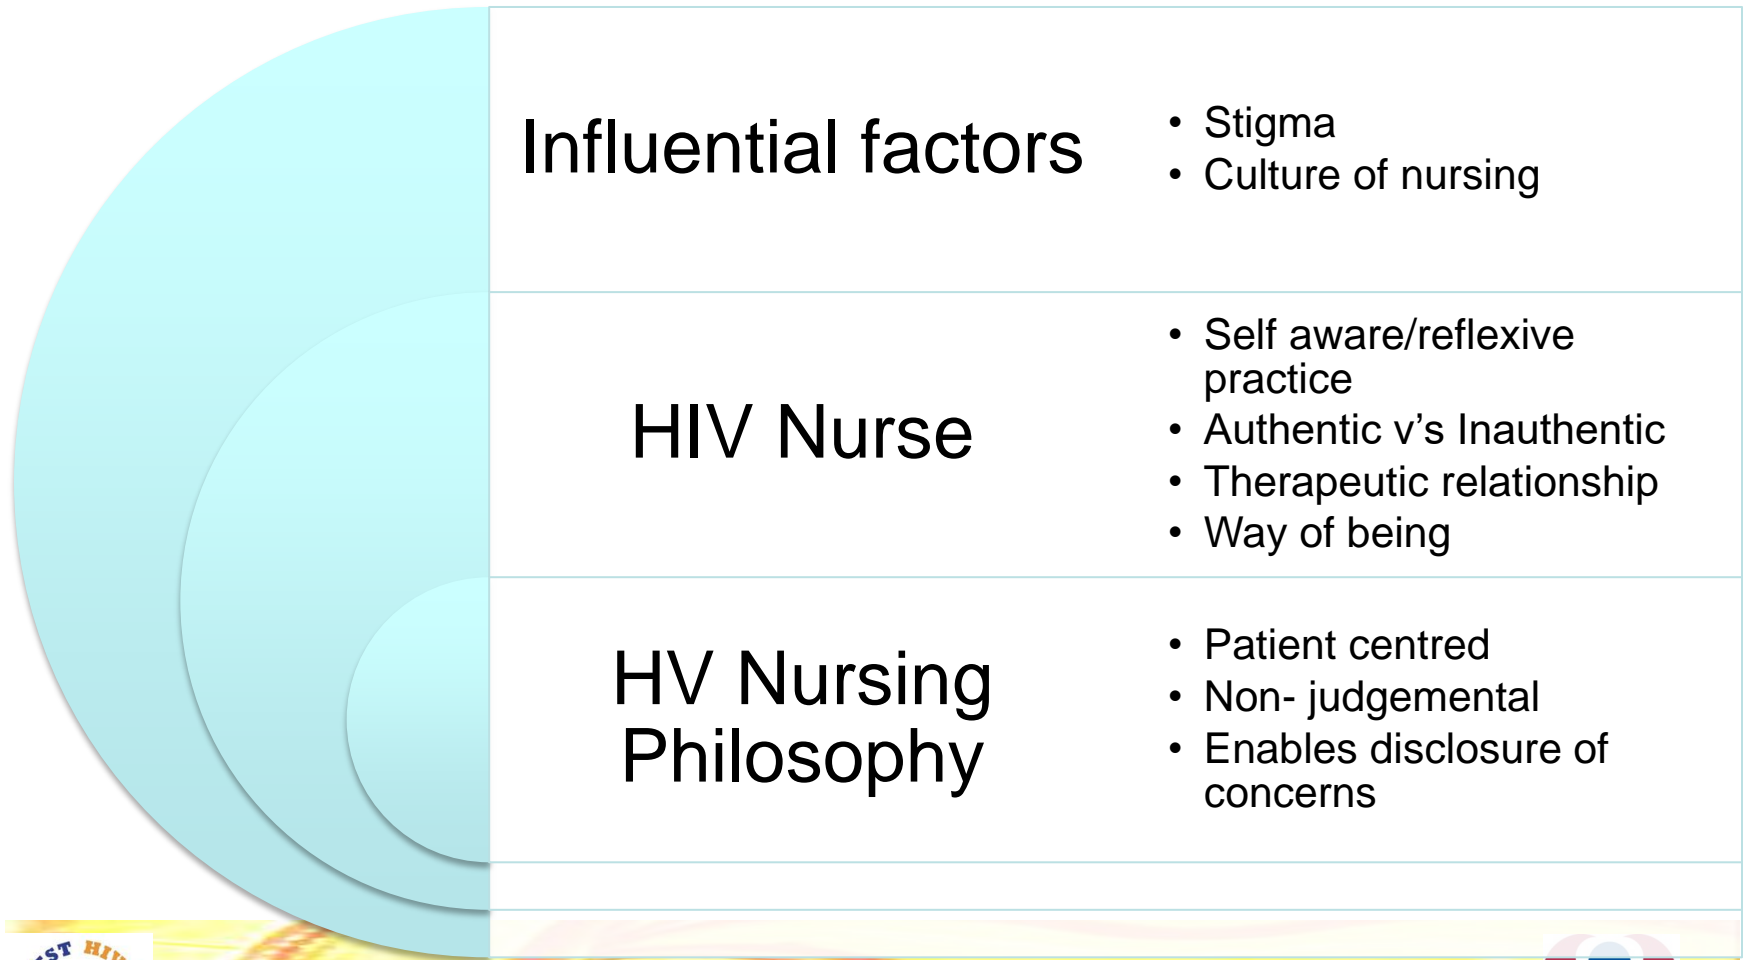 Influential factors
• Stigma
• Culture of nursing
HIV Nurse
• Self aware/reflexive
practice
• Authentic v’s Inauthentic
• Therapeutic relationship
• Way of being
HV Nursing
Philosophy
• Patient centred
• Non- judgemental
• Enables disclosure of
concerns